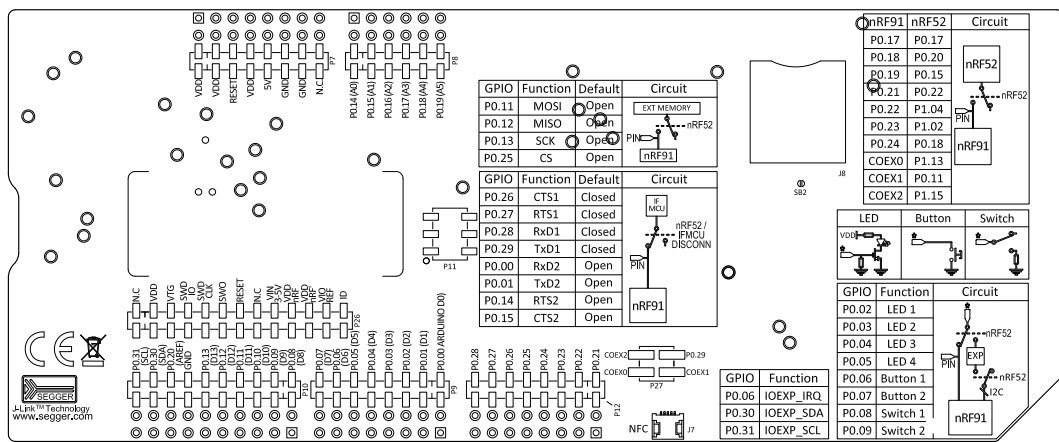 VDD
VDD
RESET
VDD
5V
GND
GND
N.C
P7
P0.14 (A0)
P0.15 (A1)
P0.16 (A2)
P0.17 (A3)
P0.18 (A4)
P0.19 (A5)
P8
GPIO Function Default Circuit
P0.11 MOSI Open
P0.12 MISO Open
P0.13 SCK Open
P0.25 CS Open
EXT MEMORY
nRF52
PIN
nRF91
GPIO Function Default Circuit
P0.26 CTS1 Closed
P0.27 RTS1 Closed
P0.28 RxD1 Closed
P0.29 TxD1 Closed
P0.00 RxD2 Open
P0.01 TxD2 Open
P0.14 RTS2 Open
P0.15 CTS2 Open
IF
MCU
nRF52 /
IFMCU
DISCONN
PIN
nRF91
J8
SB2
nRF91 nRF52 Circuit
P0.17 P0.17
P0.18 P0.20
P0.19 P0.15
P0.21 P0.22
P0.22 P1.04
P0.23 P1.02
P0.24 P0.18
COEX0 P1.13
COEX1 P0.11
COEX2 P1.15
nRF52
nRF52
PIN
nRF91
LED Button Switch
VDD
GPIO Function Circuit
P0.02 LED 1
P0.03 LED 2
P0.04 LED 3
P0.05 LED 4
P0.06 Button 1
P0.07 Button 2
P0.08 Switch 1
P0.09 Switch 2
nRF52
EXP
PIN
nRF52
I2C
nRF91
GPIO Function
P0.06 IOEXP_IRQ
P0.30 IOEXP_SDA
P0.31 IOEXP_SCL
P11
N.C
VDD
VTG
SWD
IO
SWD
CLK
SWO
RESET
N.C
VIN
3-5V
VDD
nRF
VDD
nRF
VIO
REF
ID
P26
P0.31
(SCL)
P0.30
(SDA)
P0.20
(AREF)
GND
P0.13
(D13)
P0.12
(D12)
P0.11
(D11)
P0.10
(D10)
P0.09
(D9)
P0.08
(D8)
P10
P0.07
(D7)
P0.06
(D6)
P0.05 (D5)
P0.04 (D4)
P0.03 (D3)
P0.02 (D2)
P0.01 (D1)
P0.00 ARDUINO D0)
P9
P0.28
P0.27
P0.26
P0.25
P0.24
P0.23
P0.22
P0.21
P12
COEX2
P0.29
COEX0
COEX1
P27
NFC
J7
CE
SEGGER
J-Link™ Technology
www.segger.com